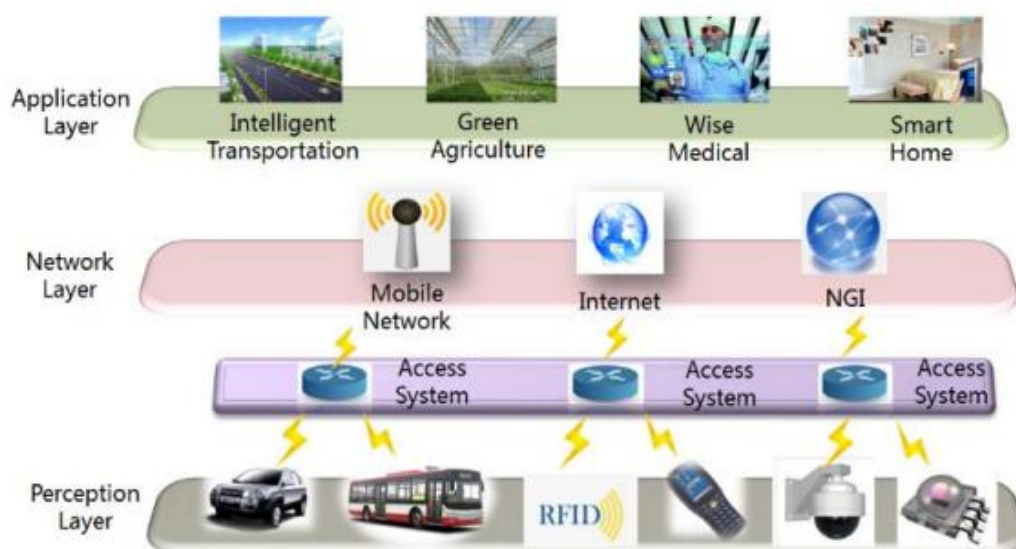 Application
Layer
Intelligent
Transportation
Green
Agriculture
Wise
Medical
Smart
Home
Network
Layer
Mobile
Network
Internet
NGI
Access
System
Access
System
Access
System
Perception
Layer
RFID